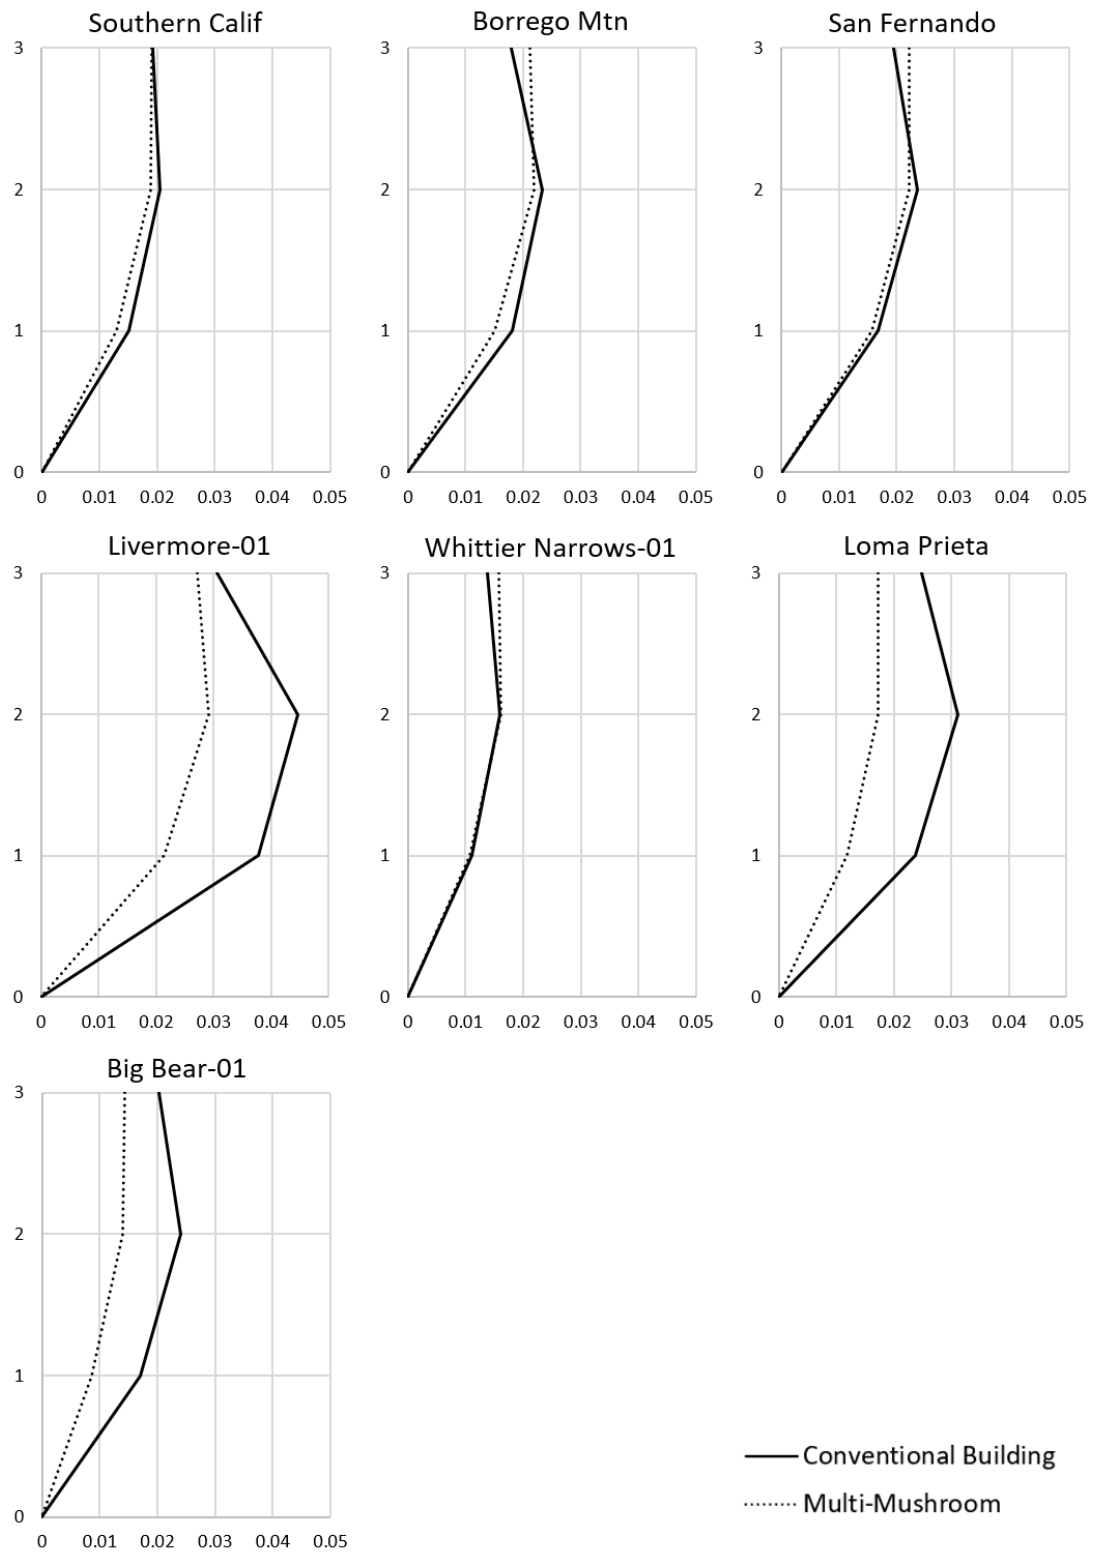 Southern Calif
3
2
1
0
0 0.01 0.02 0.03 0.04 0.05
Borrego Mtn
3
2
1
0
0 0.01 0.02 0.03 0.04 0.05
San Fernando
3
2
1
0
0 0.01 0.02 0.03 0.04 0.05
Livermore-01
3
2
1
0
0 0.01 0.02 0.03 0.04 0.05
Whittier Narrows-01
3
2
1
0
0 0.01 0.02 0.03 0.04 0.05
Loma Prieta
3
2
1
0
0 0.01 0.02 0.03 0.04 0.05
Big Bear-01
3
2
1
0
0 0.01 0.02 0.03 0.04 0.05
Conventional Building
Multi-Mushroom